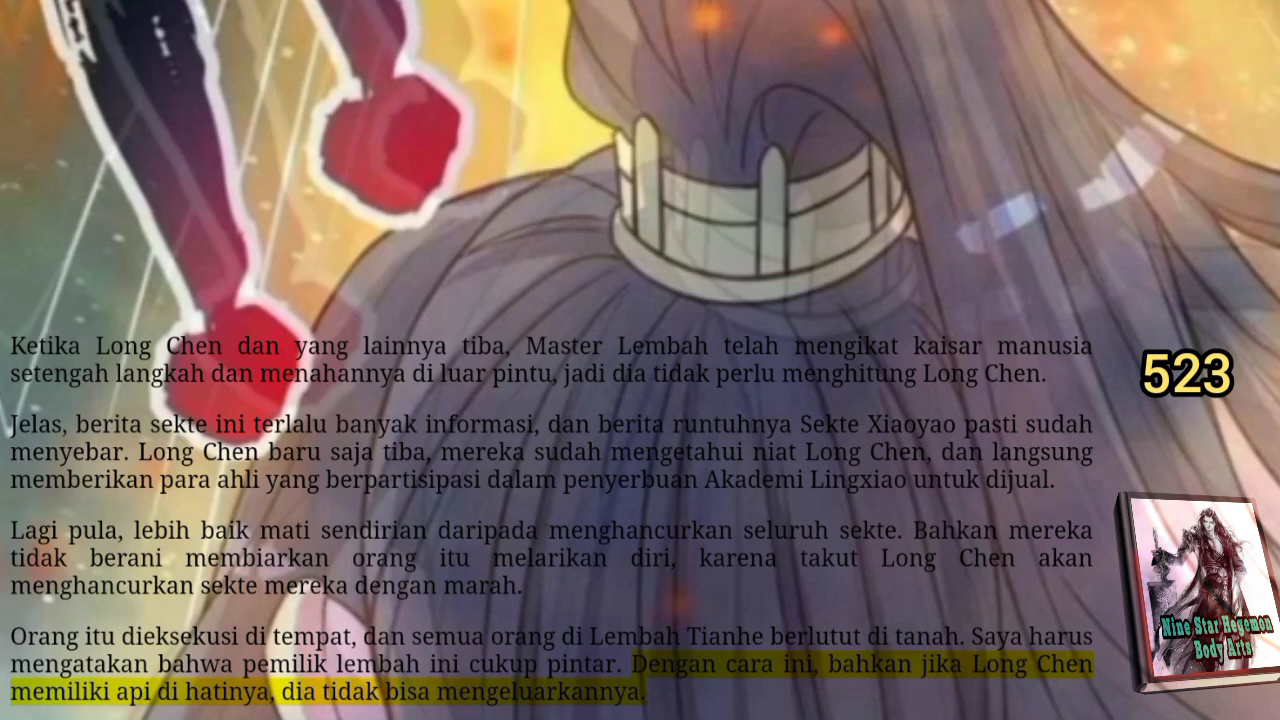 Ketika Long Chen dan yang lainnya tiba, Master Lembah telah mengikat kaisar manusia
setengah langkah dan menahannya di luar pintu, jadi dia tidak perlu menghitung Long Chen.
Jelas, berita sekte ini terlalu banyak informasi, dan berita runtuhnya Sekte Xiaoyao pasti sudah
menyebar. Long Chen baru saja tiba, mereka sudah mengetahui niat Long Chen, dan langsung
memberikan para ahli yang berpartisipasi dalam penyerbuan Akademi Lingxiao untuk dijual.
Lagi pula, lebih baik mati sendirian daripada menghancurkan seluruh sekte. Bahkan mereka
tidak berani membiarkan orang itu melarikan diri, karena takut Long Chen akan
menghancurkan sekte mereka dengan marah.
Orang itu dieksekusi di tempat, dan semua orang di Lembah Tianhe berlutut di tanah. Saya harus
mengatakan bahwa pemilik lembah ini cukup pintar. Dengan cara ini, bahkan jika Long Chen
memiliki api di hatinya, dia tidak bisa mengeluarkannya.
523
Nine Star Hegemon
Body Arts